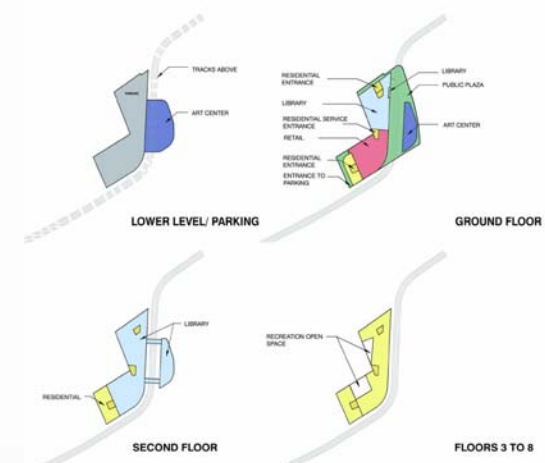 PARKING
TRACKS ABOVE
ART CENTER
LOWER LEVEL/ PARKING
RESIDENTIAL
ENTRANCE
LIBRARY
RESIDENTIAL SERVICE
ENTRANCE
RETAIL
RESIDENTIAL
ENTRANCE
ENTRANCE TO
PARKING
LIBRARY
PUBLIC PLAZA
ART CENTER
GROUND FLOOR
LIBRARY
RESIDENTIAL
SECOND FLOOR
RECREATION OPEN
SPACE
FLOORS 3 TO 8